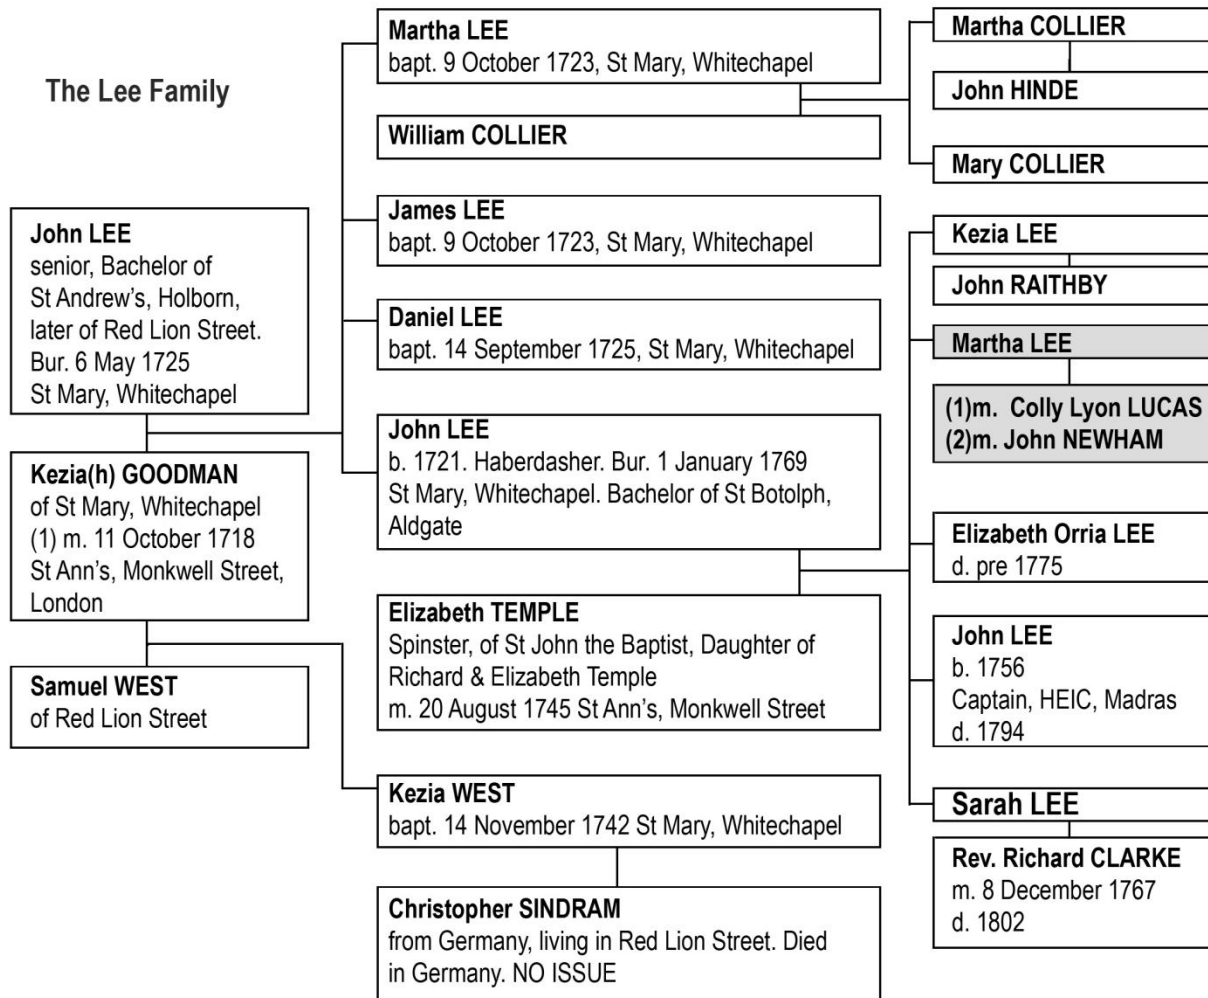 The Lee Family
John LEE
senior, Bachelor of
St Andrew's, Holborn,
later of Red Lion Street.
Bur. 6 May 1725
St Mary, Whitechapel
Kezia(h) GOODMAN
of St Mary, Whitechapel
(1) m. 11 October 1718
St Ann's, Monkwell Street,
London
Samuel WEST
of Red Lion Street
Martha LEE
bapt. 9 October 1723, St Mary, Whitechapel
William COLLIER
James LEE
bapt. 9 October 1723, St Mary, Whitechapel
Daniel LEE
bapt. 14 September 1725, St Mary, Whitechapel
John LEE
b. 1721. Haberdasher. Bur. 1 January 1769
St Mary, Whitechapel. Bachelor of St Botolph,
Aldgate
Elizabeth TEMPLE
Spinster, of St John the Baptist, Daughter of
Richard & Elizabeth Temple
m. 20 August 1745 St Ann's, Monkwell Street
Kezia WEST
bapt. 14 November 1742 St Mary, Whitechapel
Christopher SINDRAM
from Germany, living in Red Lion Street. Died
in Germany. NO ISSUE
Martha COLLIER
John HINDE
Mary COLLIER
Kezia LEE
John RAITHBY
Martha LEE
(1)m. Colly Lyon LUCAS
(2)m. John NEWHAM
Elizabeth Orria LEE
d. pre 1775
John LEE
b. 1756
Captain, HEIC, Madras
d. 1794
Sarah LEE
Rev. Richard CLARKE
m. 8 December 1767
d. 1802